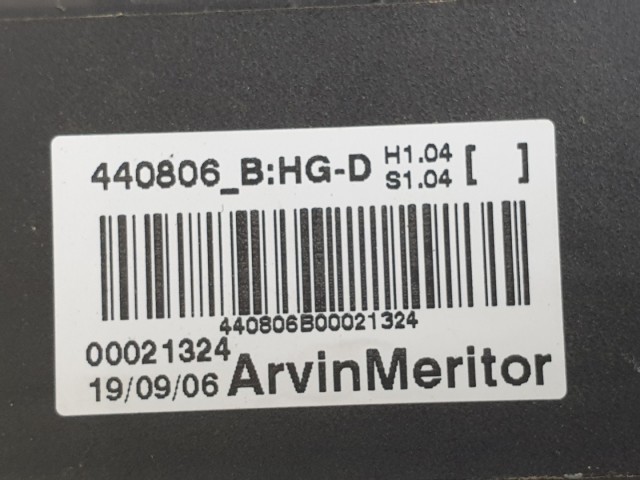 440806_B:HG-D H1.04 [ ]
S1.04
440806B00021324
00021324
19/09/06 ArvinMeritor